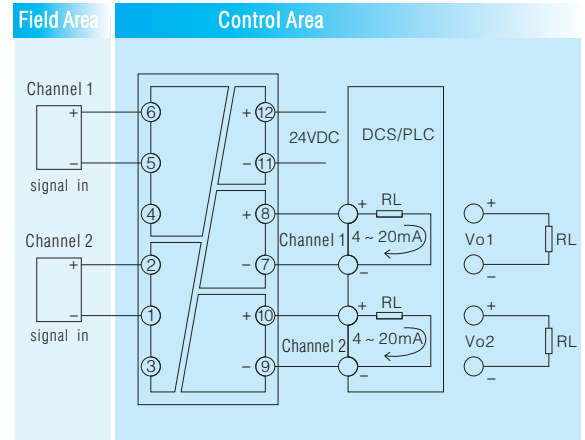 Field Area
Control Area
Channel 1
+
−
signal in
Channel 2
+
−
signal in
6
5
4
2
1
3
+ 12
− 11
+ 8
− 7
+ 10
− 9
24VDC
DCS/PLC
+ RL
Channel 1 4 ~ 20mA
−
+ RL
Channel 2 4 ~ 20mA
−
+
Vo1 RL
−
+
Vo2 RL
−